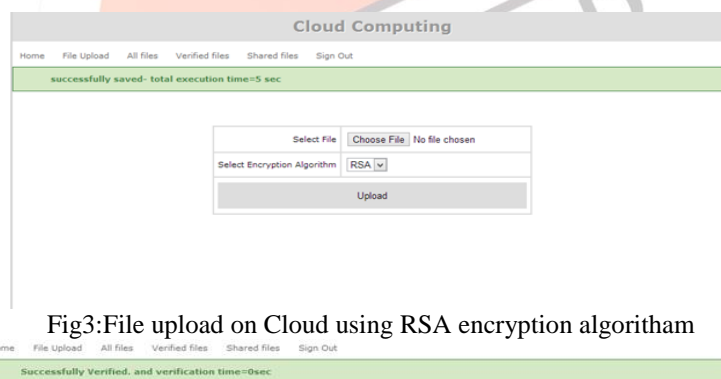 Cloud Computing
Home File Upload All files Verified files Shared files Sign Out
successfully saved- total execution time=5 sec
Select File Choose File No file chosen
Select Encryption Algorithm RSA
Upload
Fig3:File upload on Cloud using RSA encryption algoritham
File Upload All files Verified files Shared files Sign Out
Successfully Verified. and verification time=0sec